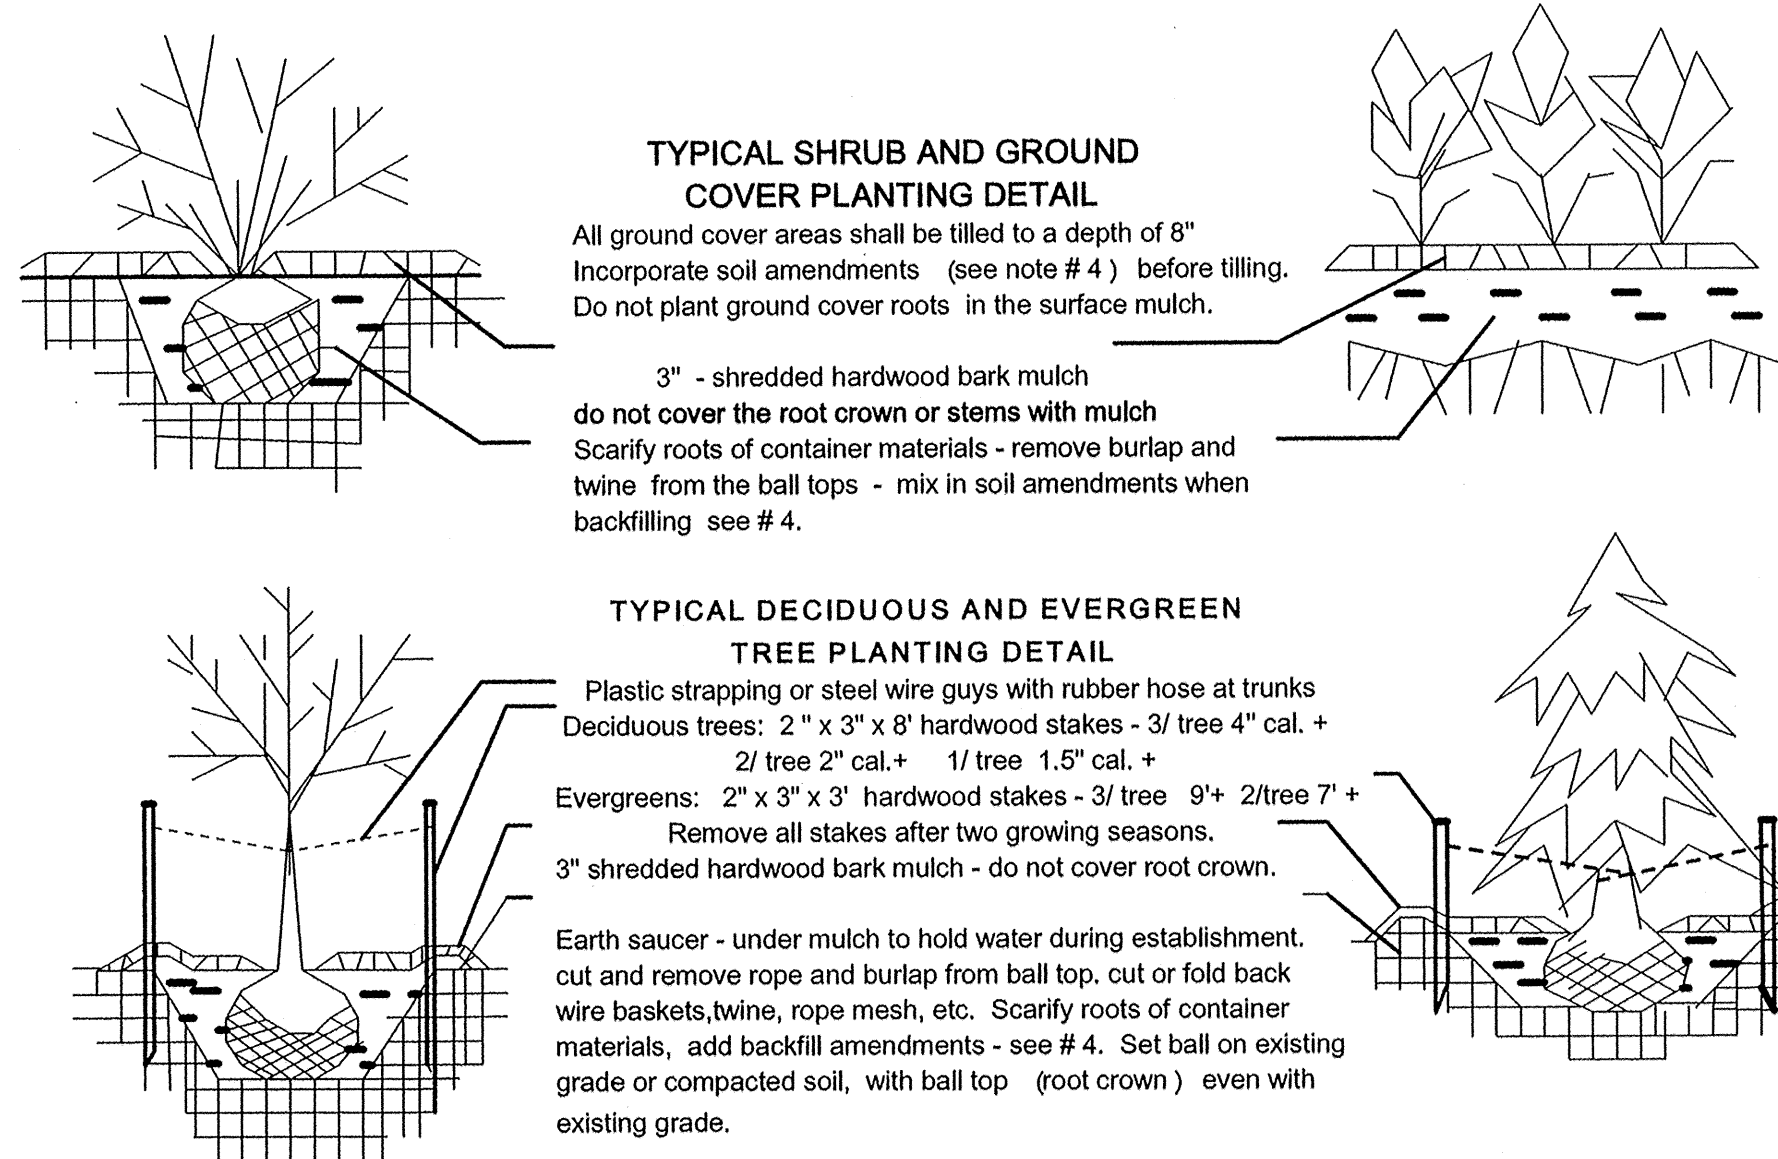 TYPICAL SHRUB AND GROUND
COVER PLANTING DETAIL
All ground cover areas shall be tilled to a depth of 8"
Incorporate soil amendments (see note # 4 ) before tilling.
Do not plant ground cover roots in the surface mulch.
3" - shredded hardwood bark mulch
do not cover the root crown or stems with mulch
Scarify roots of container materials - remove burlap and
twine from the ball tops - mix in soil amendments when
backfilling see # 4.
TYPICAL DECIDUOUS AND EVERGREEN
TREE PLANTING DETAIL
Plastic strapping or steel wire guys with rubber hose at trunks
Deciduous trees: 2 " x 3" x 8' hardwood stakes - 3/ tree 4" cal. +
2/ tree 2" cal.+ 1/ tree 1.5" cal. +
Evergreens: 2" x 3" x 3' hardwood stakes - 3/ tree 9'+ 2/tree 7' +
Remove all stakes after two growing seasons.
3" shredded hardwood bark mulch - do not cover root crown.
Earth saucer - under mulch to hold water during establishment.
cut and remove rope and burlap from ball top. cut or fold back
wire baskets,twine, rope mesh, etc. Scarify roots of container
materials, add backfill amendments - see # 4. Set ball on existing
grade or compacted soil, with ball top (root crown ) even with
existing grade.